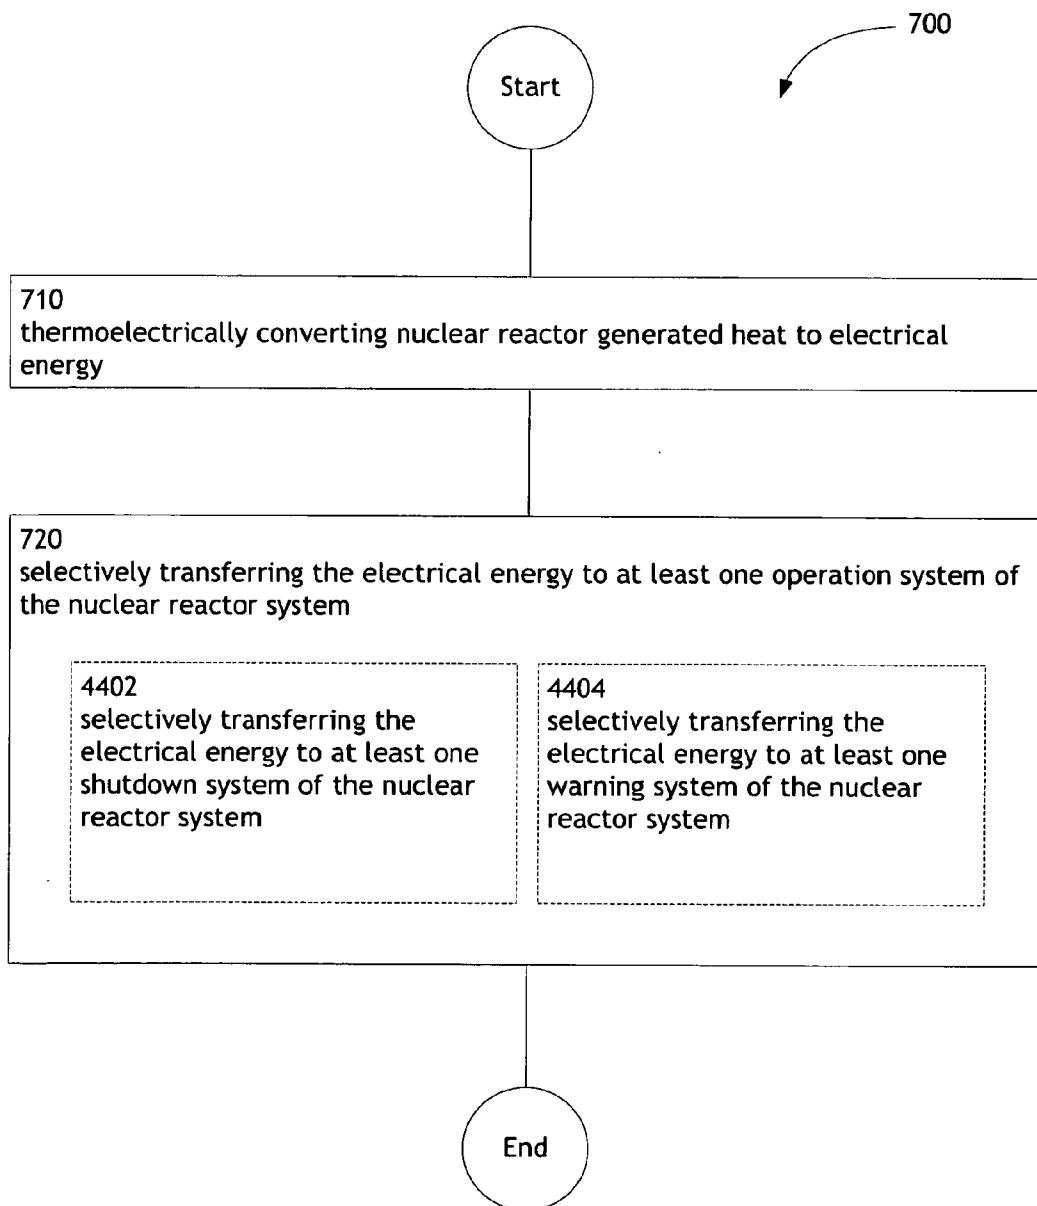 700
Start
710
thermoelectrically converting nuclear reactor generated heat to electrical
energy
720
selectively transferring the electrical energy to at least one operation system of
the nuclear reactor system
4402
selectively transferring the
electrical energy to at least one
shutdown system of the nuclear
reactor system
4404
selectively transferring the
electrical energy to at least one
warning system of the nuclear
reactor system
End